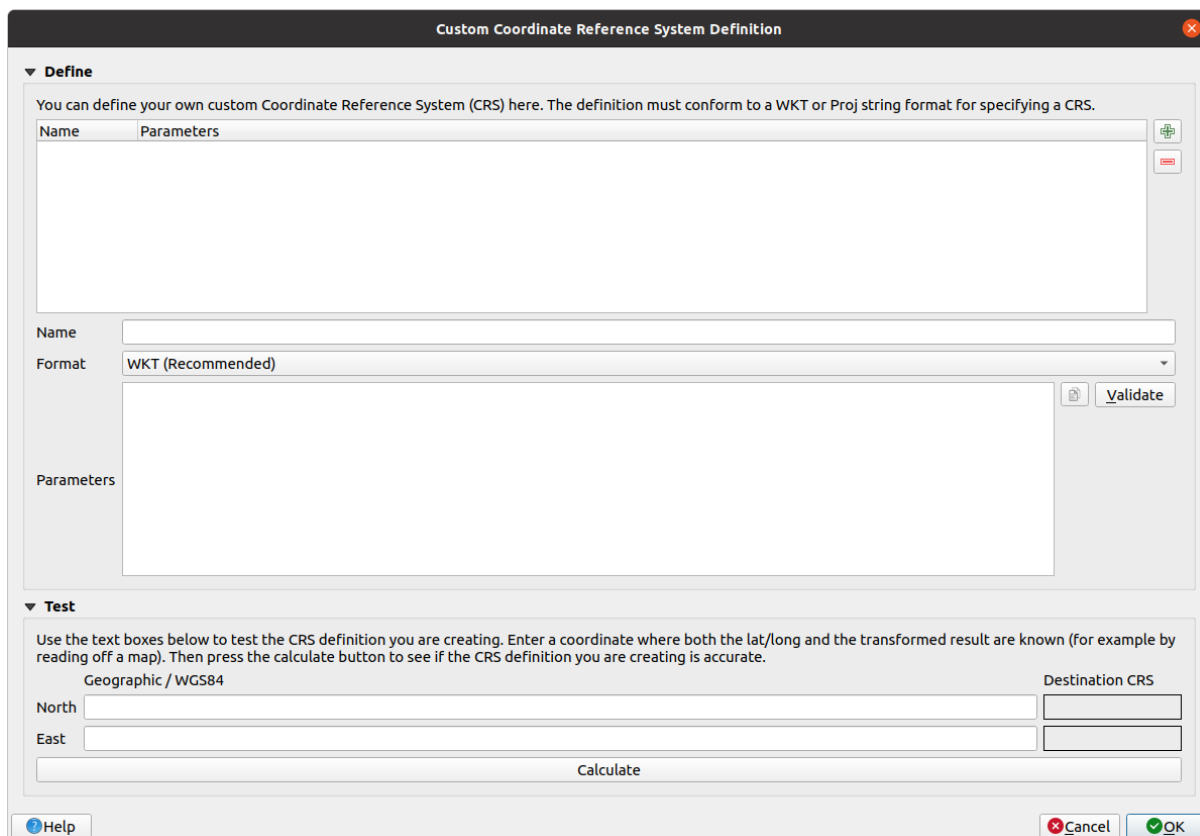 Custom Coordinate Reference System Definition
Define
You can define your own custom Coordinate Reference System (CRS) here. The definition must conform to a WKT or Proj string format for specifying a CRS.
Name Parameters
Name
Format WKT (Recommended)
Validate
Parameters
Test
Use the text boxes below to test the CRS definition you are creating. Enter a coordinate where both the lat/long and the transformed result are known (for example by
reading off a map). Then press the calculate button to see if the CRS definition you are creating is accurate.
Geographic / WGS84 Destination CRS
North
East
Calculate
Help Cancel OK